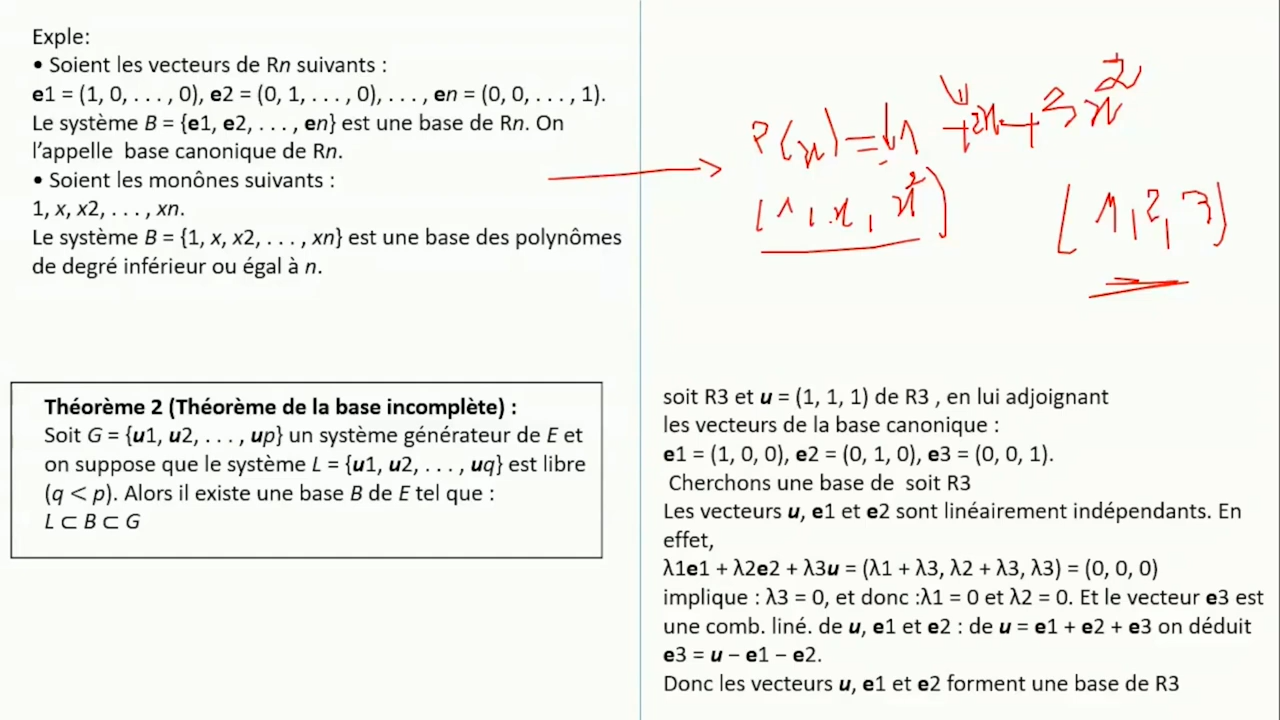 Exple:
• Soient les vecteurs de Rn suivants :
e1 = (1, 0, . . . , 0), e2 = (0, 1, . . . , 0), . . . , en = (0, 0, . . . , 1).
Le système B = {e1, e2, . . . , en} est une base de Rn. On
l’appelle base canonique de Rn.
• Soient les monônes suivants :
1, x, x2, . . . , xn.
Le système B = {1, x, x2, . . . , xn} est une base des polynômes
de degré inférieur ou égal à n.
Théorème 2 (Théorème de la base incomplète) :
Soit G = {u1, u2, . . . , up} un système générateur de E et
on suppose que le système L = {u1, u2, . . . , uq} est libre
(q < p). Alors il existe une base B de E tel que :
L ⊂ B ⊂ G
P(x) = 1 + 2x + 3x²
(1, x, x²)
(1, 2, 3)
soit R3 et u = (1, 1, 1) de R3 , en lui adjoignant
les vecteurs de la base canonique :
e1 = (1, 0, 0), e2 = (0, 1, 0), e3 = (0, 0, 1).
Cherchons une base de soit R3
Les vecteurs u, e1 et e2 sont linéairement indépendants. En
effet,
λ1e1 + λ2e2 + λ3u = (λ1 + λ3, λ2 + λ3, λ3) = (0, 0, 0)
implique : λ3 = 0, et donc :λ1 = 0 et λ2 = 0. Et le vecteur e3 est
une comb. liné. de u, e1 et e2 : de u = e1 + e2 + e3 on déduit
e3 = u − e1 − e2.
Donc les vecteurs u, e1 et e2 forment une base de R3